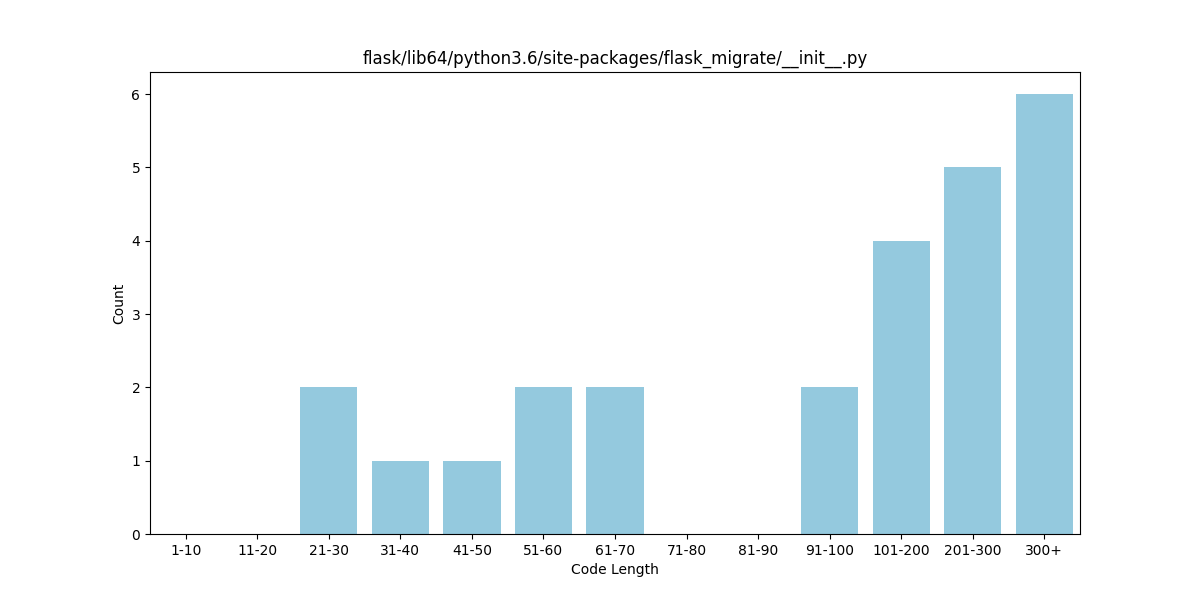 flask/lib64/python3.6/site-packages/flask_migrate/__init__.py
6
5
4
3
2
1
0
Count
1-10 11-20 21-30 31-40 41-50 51-60 61-70 71-80 81-90 91-100 101-200 201-300 300+
Code Length